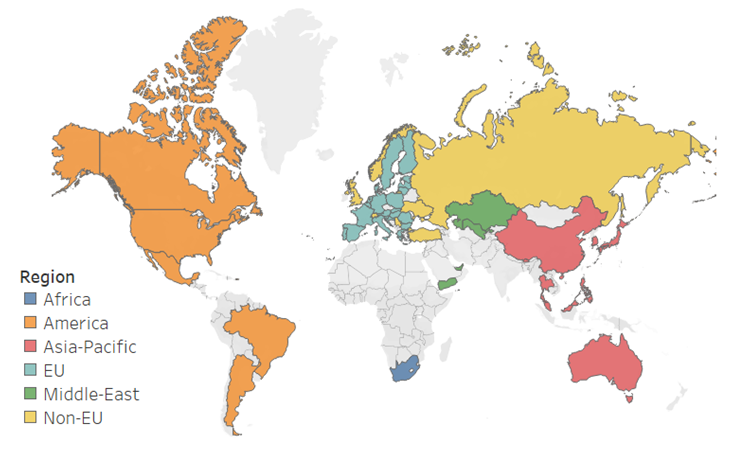 Region
Africa
America
Asia-Pacific
EU
Middle-East
Non-EU